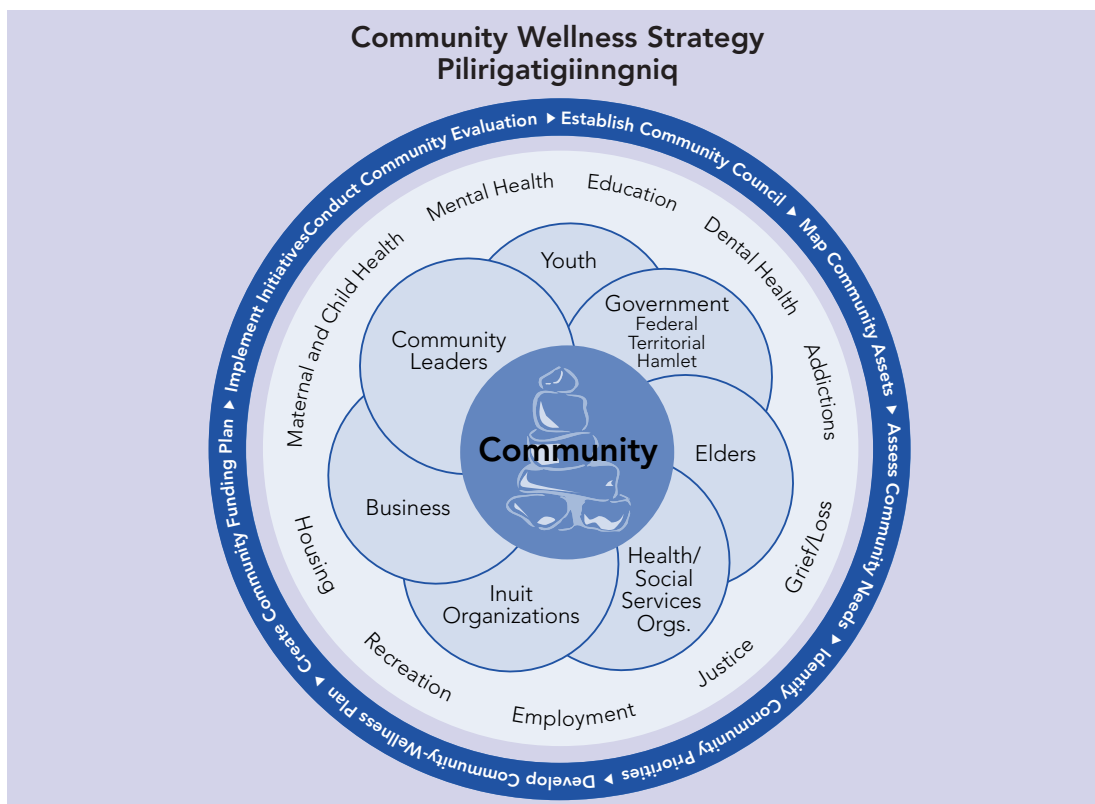 Community Wellness Strategy
Pilirigatigiinngniq
Establish Community Council ▸ Map Community Assets ▸ Assess Community Needs ▸ Identify Community Priorities ▸ Develop Community-Wellness Plan ▸ Create Community Funding Plan ▸ Implement InitiativesConduct Community Evaluation ▸
Mental Health
Education
Dental Health
Addictions
Grief/Loss
Justice
Employment
Recreation
Housing
Maternal and Child Health
Youth
Government
Federal
Territorial
Hamlet
Elders
Health/
Social
Services
Orgs.
Inuit
Organizations
Business
Community
Leaders
Community